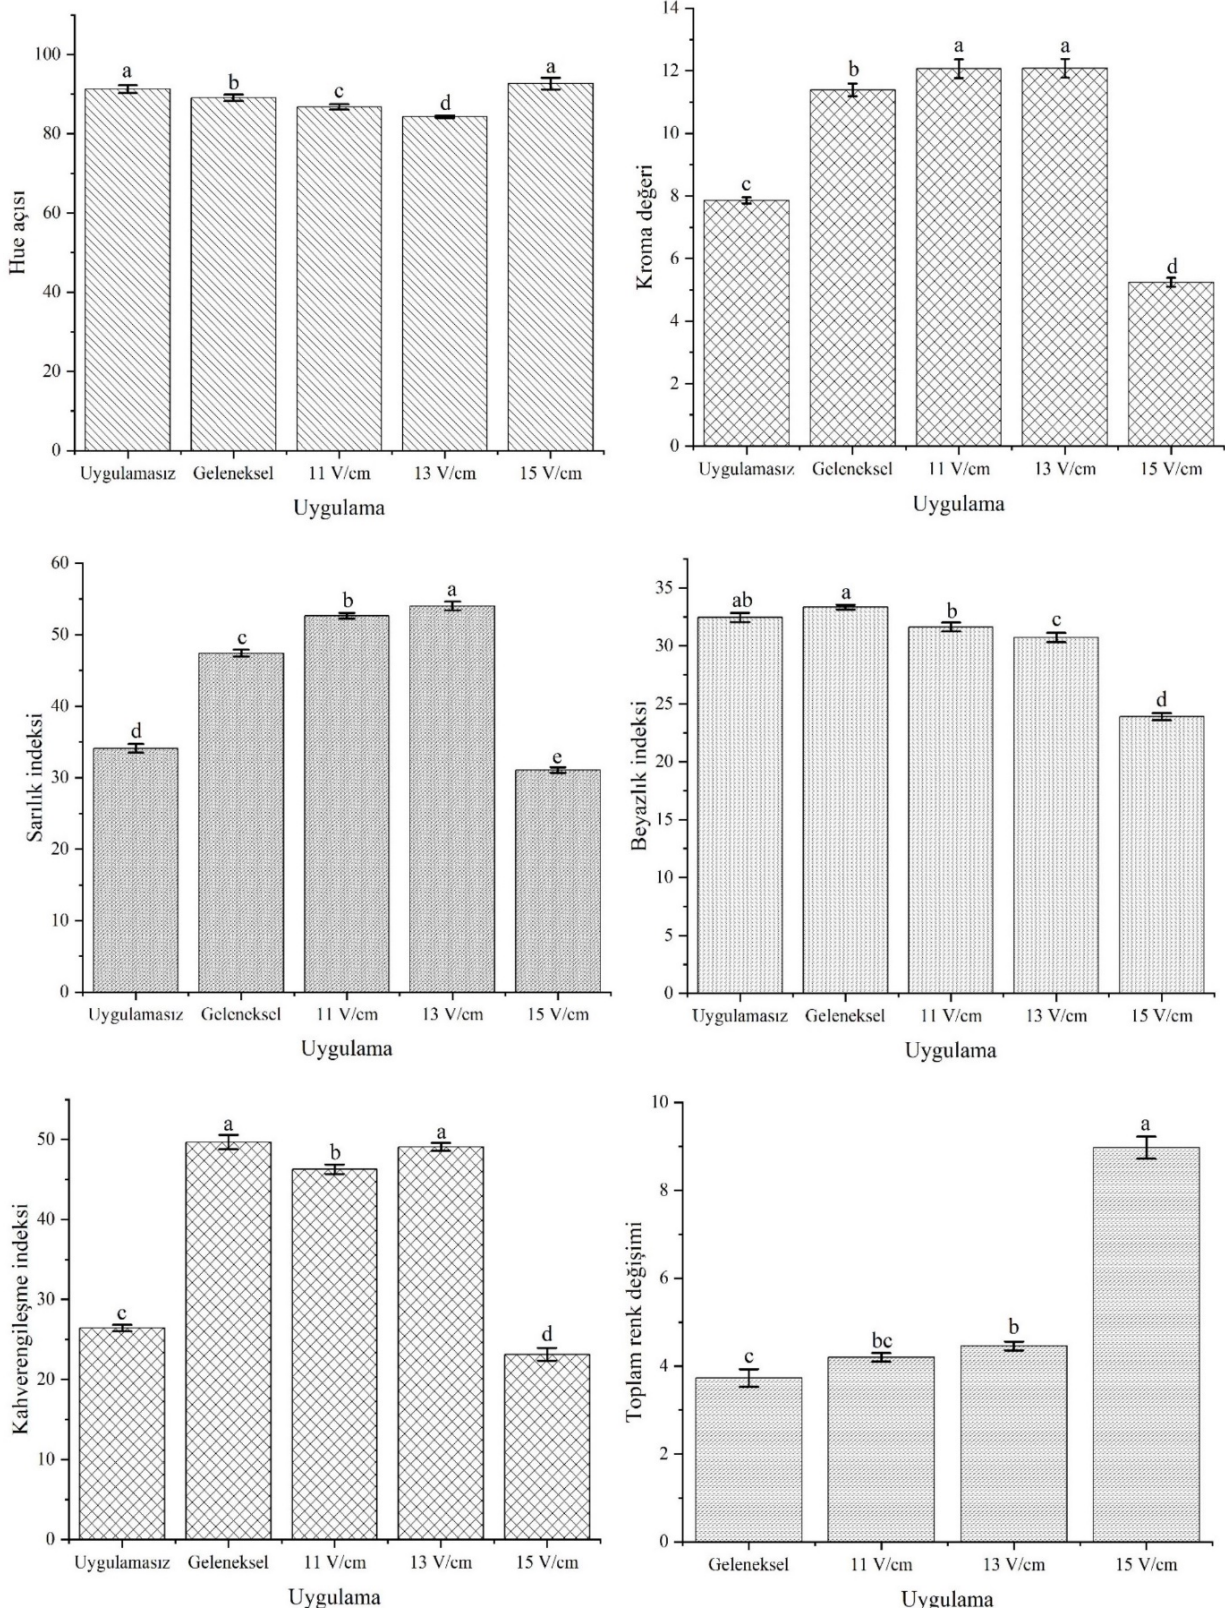 Hue açısı
100
80
60
40
20
0
a
b
c
d
a
Uygulamasız Geleneksel 11 V/cm 13 V/cm 15 V/cm
Uygulama
Kroma değeri
14
12
10
8
6
4
2
0
c
b
a
a
d
Uygulamasız Geleneksel 11 V/cm 13 V/cm 15 V/cm
Uygulama
Sarılık indeksi
60
50
40
30
20
10
0
d
c
b
a
e
Uygulamasız Geleneksel 11 V/cm 13 V/cm 15 V/cm
Uygulama
Beyazlık indeksi
35
30
25
20
15
10
5
0
ab
a
b
c
d
Uygulamasız Geleneksel 11 V/cm 13 V/cm 15 V/cm
Uygulama
Kahverengileşme indeksi
50
40
30
20
10
0
c
a
b
a
d
Uygulamasız Geleneksel 11 V/cm 13 V/cm 15 V/cm
Uygulama
Toplam renk değişimi
10
8
6
4
2
0
c
bc
b
a
Geleneksel 11 V/cm 13 V/cm 15 V/cm
Uygulama